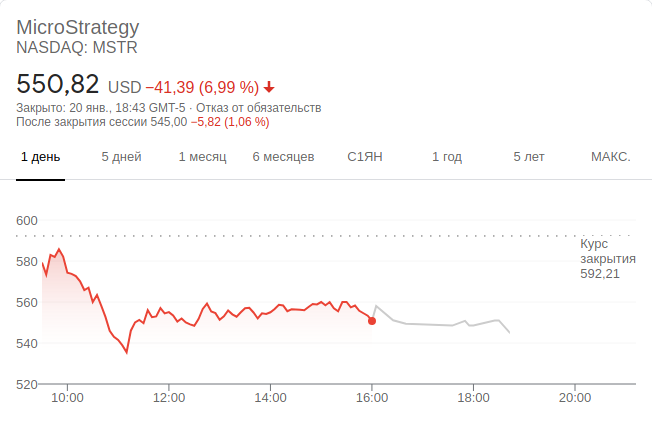 MicroStrategy
NASDAQ: MSTR
550,82 USD −41,39 (6,99 %)
Закрыто: 20 янв., 18:43 GMT-5 · Отказ от обязательств
После закрытия сессии 545,00 −5,82 (1,06 %)
1 день 5 дней 1 месяц 6 месяцев С1ЯН 1 год 5 лет МАКС.
600
Курс
закрытия
592,21
580
560
540
520
10:00 12:00 14:00 16:00 18:00 20:00